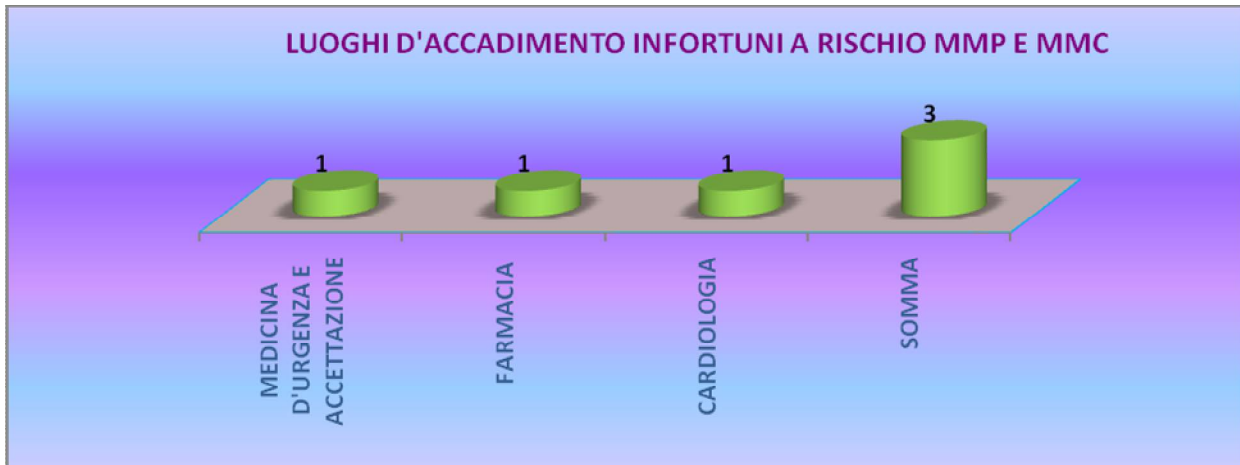 LUOGHI D'ACCADIMENTO INFORTUNI A RISCHIO MMP E MMC
1
1
1
3
MEDICINA
D'URGENZA E
ACCETTAZIONE
FARMACIA
CARDIOLOGIA
SOMMA